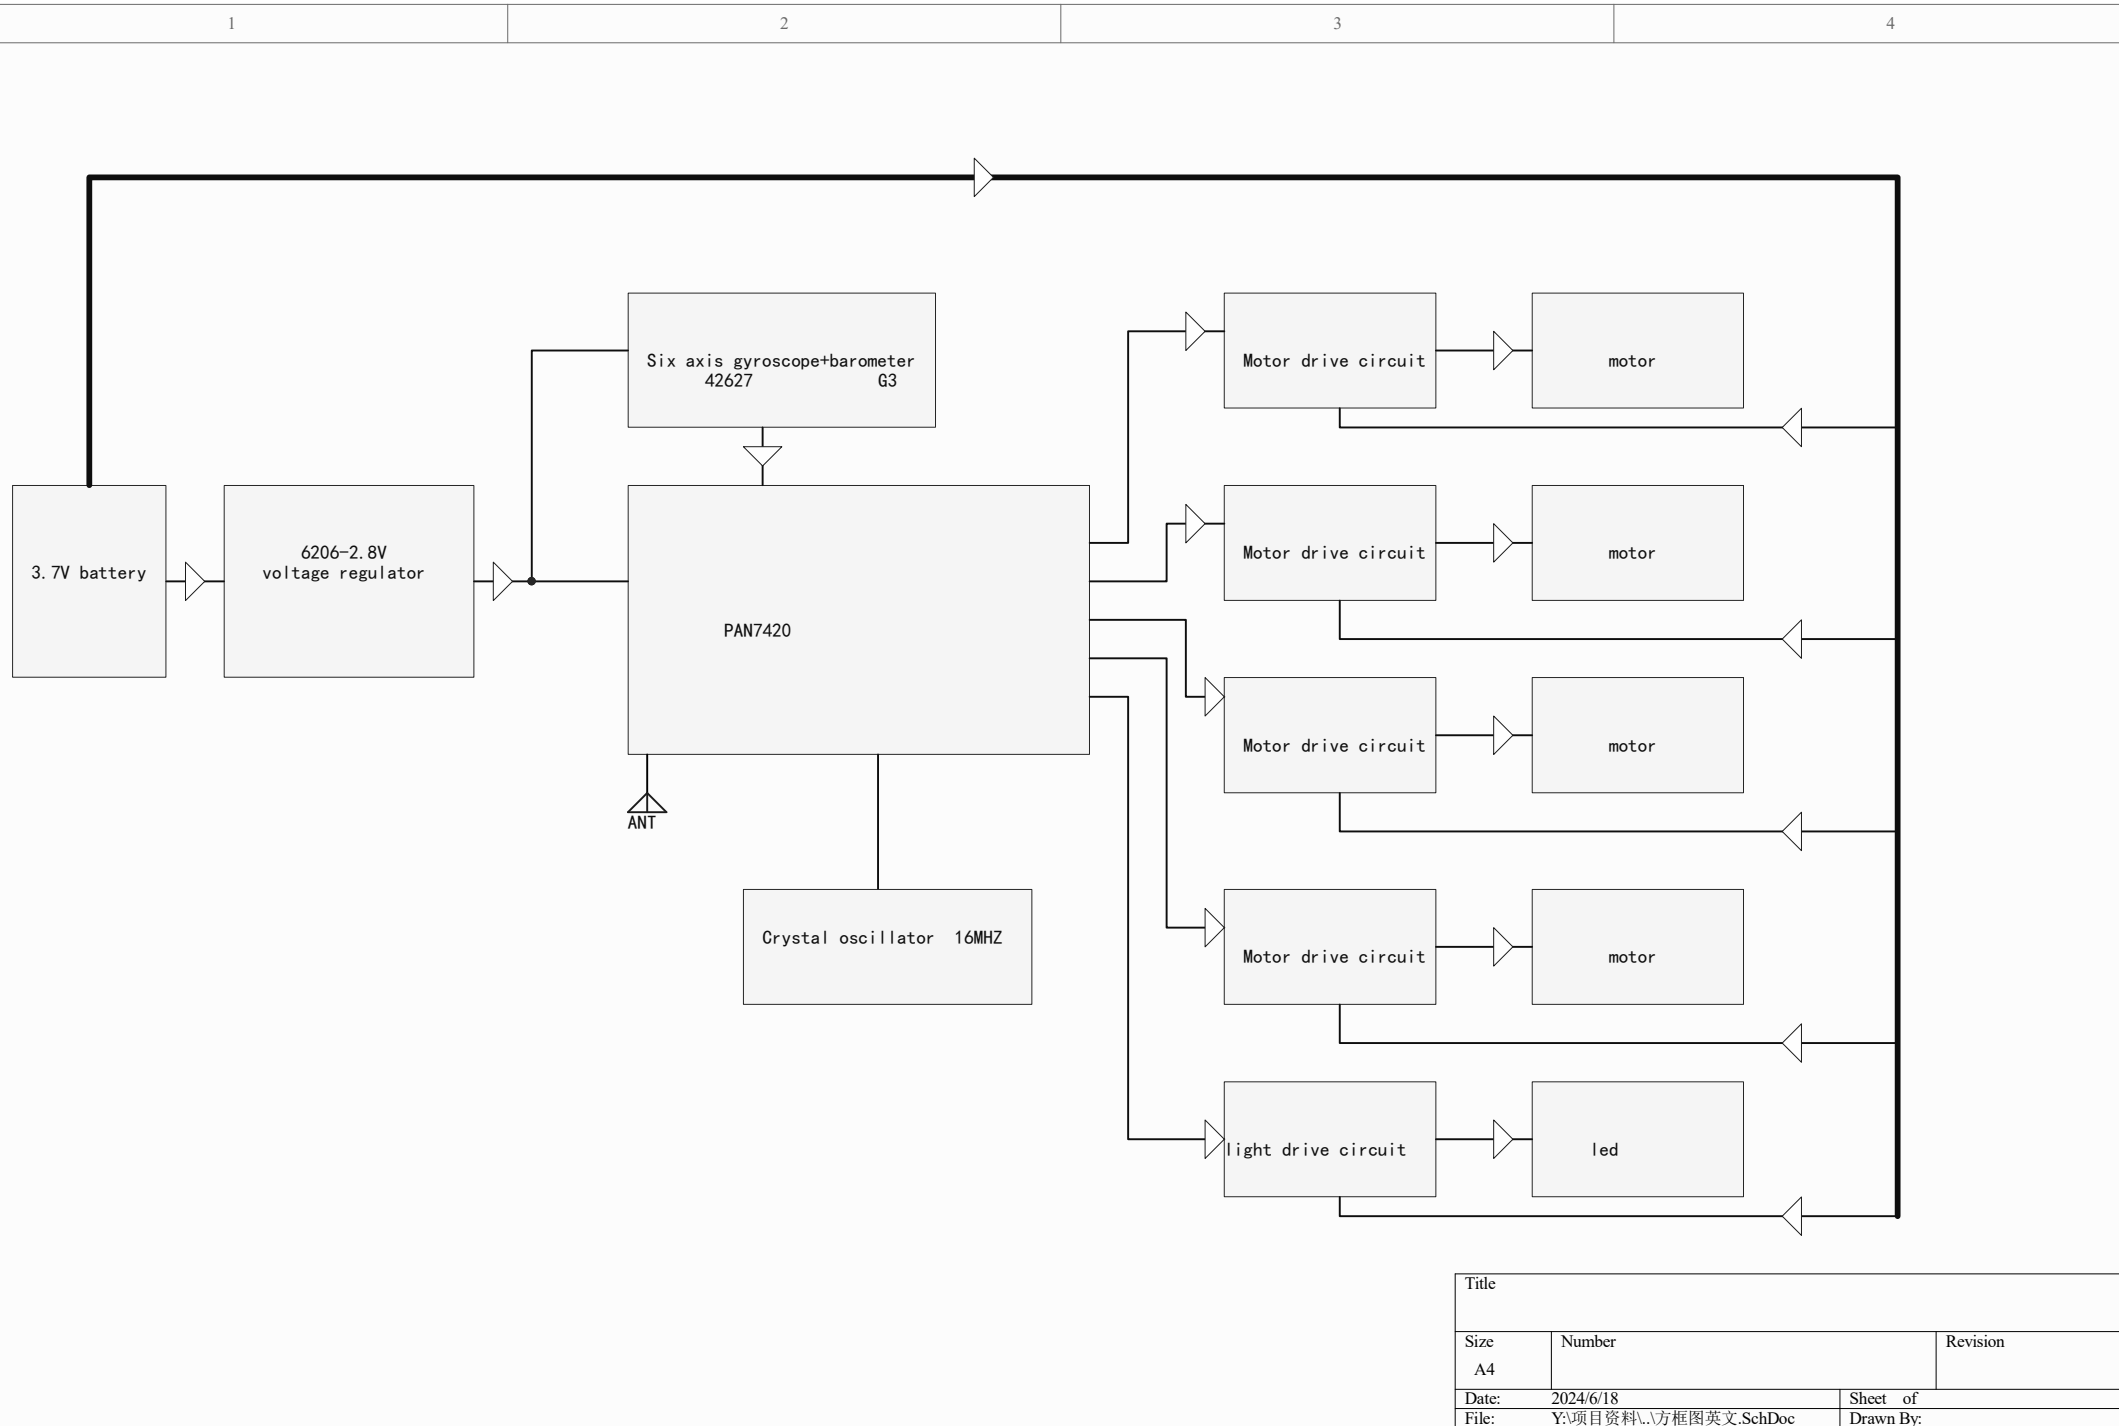 1
2
3
4
Six axis gyroscope+barometer
42627 G3
Motor drive circuit
motor
3.7V battery
6206-2.8V
voltage regulator
PAN7420
Motor drive circuit
motor
Motor drive circuit
motor
ANT
Crystal oscillator 16MHZ
Motor drive circuit
motor
light drive circuit
led
Title
Size
Number
Revision
A4
Date: 2024/6/18
Sheet of
File: Y:\项目资料\..\方框图英文.SchDoc
Drawn By: